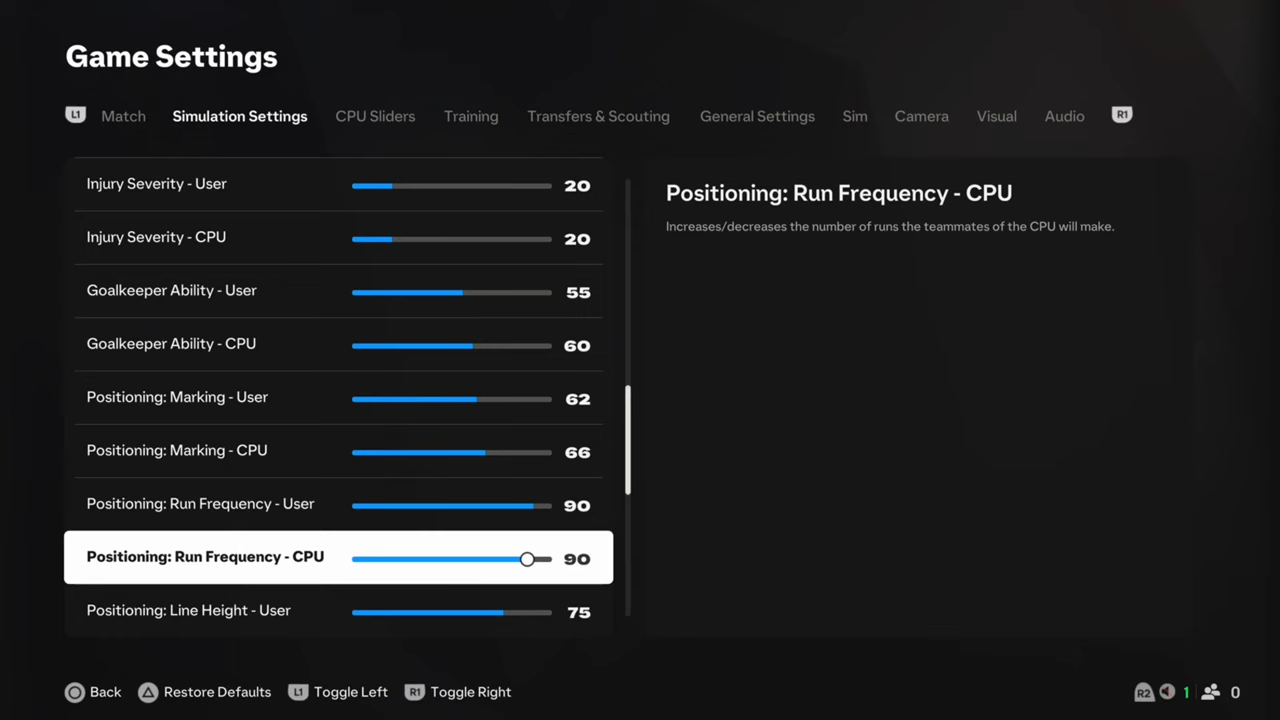 Game Settings
L1 Match Simulation Settings CPU Sliders Training Transfers & Scouting General Settings Sim Camera Visual Audio R1
Injury Severity - User 20
Injury Severity - CPU 20
Goalkeeper Ability - User 55
Goalkeeper Ability - CPU 60
Positioning: Marking - User 62
Positioning: Marking - CPU 66
Positioning: Run Frequency - User 90
Positioning: Run Frequency - CPU 90
Positioning: Line Height - User 75
Positioning: Run Frequency - CPU
Increases/decreases the number of runs the teammates of the CPU will make.
Back Restore Defaults L1 Toggle Left R1 Toggle Right
R2 1 0